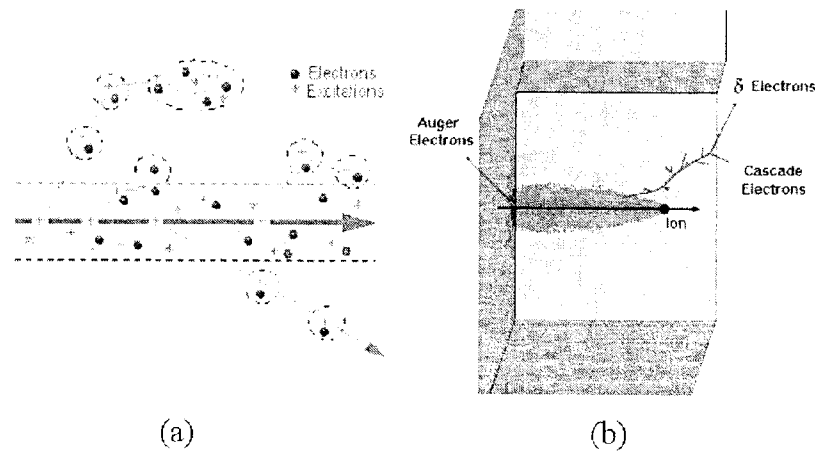 Electrons
Excitations
δ Electrons
Auger
Electrons
Cascade
Electrons
Ion
(a)
(b)